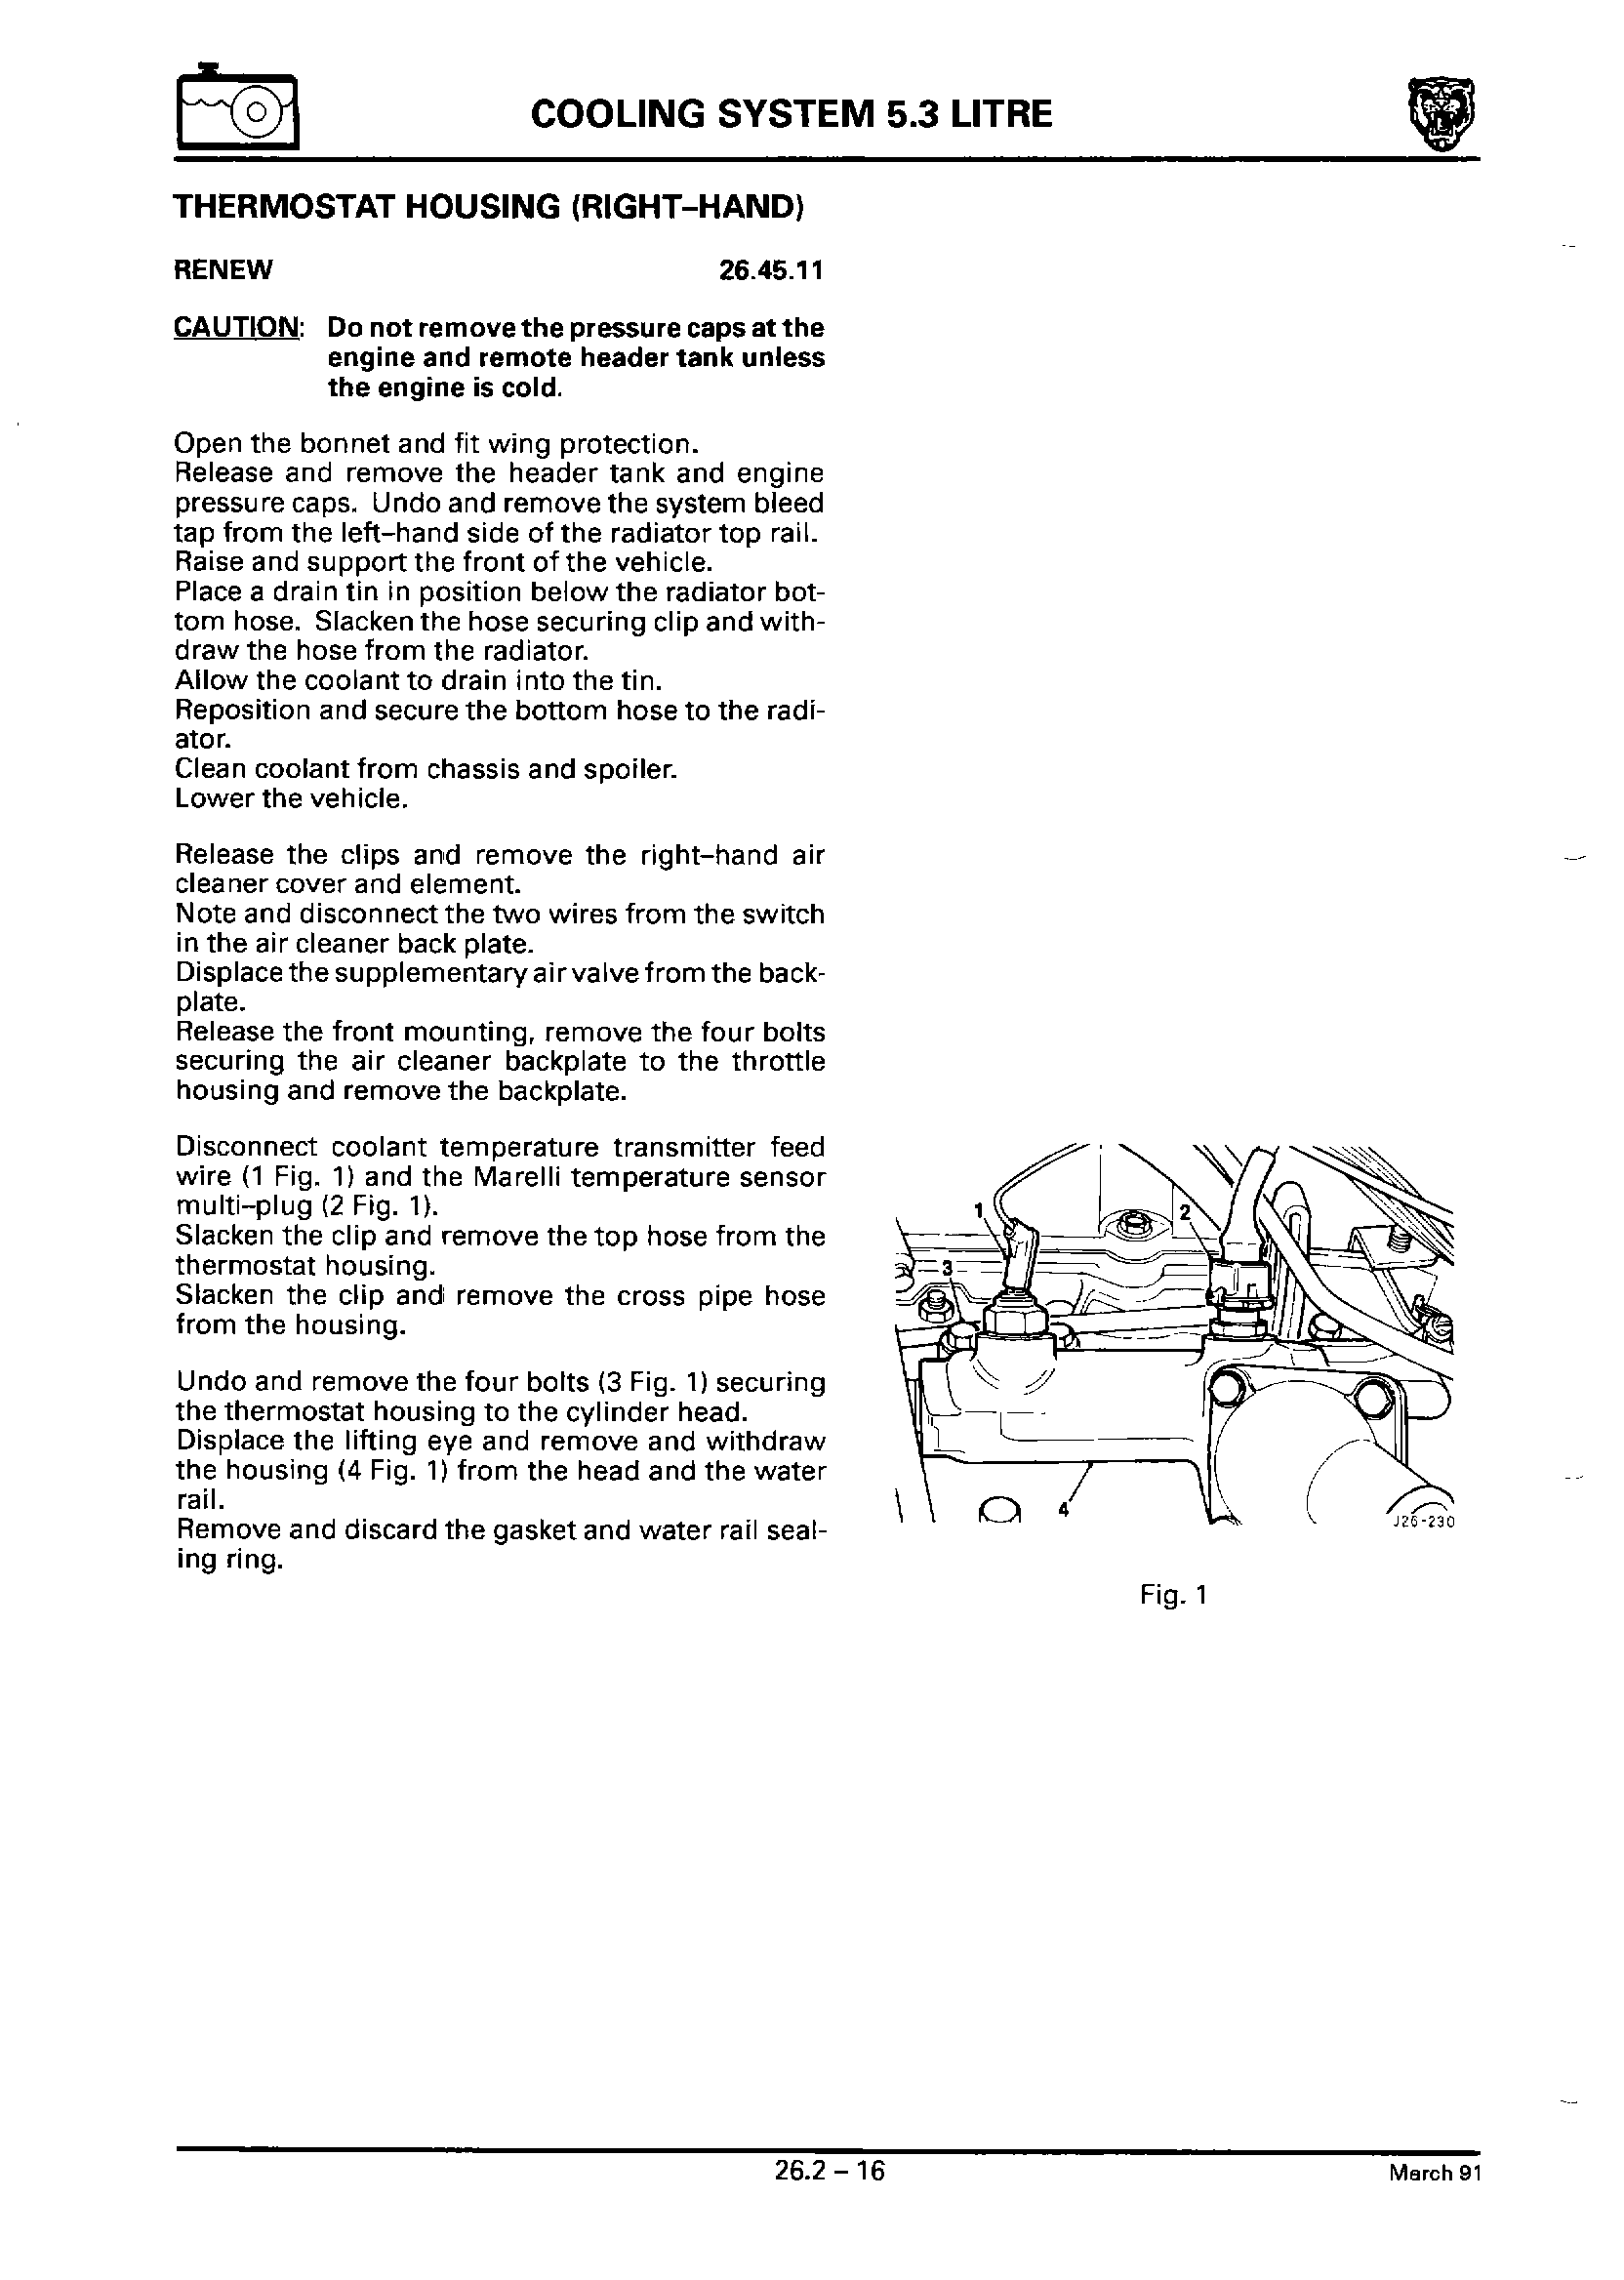 COOLING SYSTEM 5.3 LITRE
THERMOSTAT HOUSING (RIGHT–HAND)
RENEW 26.45.11
CAUTION: Do not remove the pressure caps at the
engine and remote header tank unless
the engine is cold.
Open the bonnet and fit wing protection.
Release and remove the header tank and engine
pressure caps. Undo and remove the system bleed
tap from the left–hand side of the radiator top rail.
Raise and support the front of the vehicle.
Place a drain tin in position below the radiator bot-
tom hose. Slacken the hose securing clip and with-
draw the hose from the radiator.
Allow the coolant to drain into the tin.
Reposition and secure the bottom hose to the radi-
ator.
Clean coolant from chassis and spoiler.
Lower the vehicle.
Release the clips and remove the right–hand air
cleaner cover and element.
Note and disconnect the two wires from the switch
in the air cleaner back plate.
Displace the supplementary air valve from the back-
plate.
Release the front mounting, remove the four bolts
securing the air cleaner backplate to the throttle
housing and remove the backplate.
Disconnect coolant temperature transmitter feed
wire (1 Fig. 1) and the Marelli temperature sensor
multi–plug (2 Fig. 1).
Slacken the clip and remove the top hose from the
thermostat housing.
Slacken the clip and remove the cross pipe hose
from the housing.
Undo and remove the four bolts (3 Fig. 1) securing
the thermostat housing to the cylinder head.
Displace the lifting eye and remove and withdraw
the housing (4 Fig. 1) from the head and the water
rail.
Remove and discard the gasket and water rail seal-
ing ring.
1
2
3
4
J26-230
Fig. 1
26.2 – 16
March 91